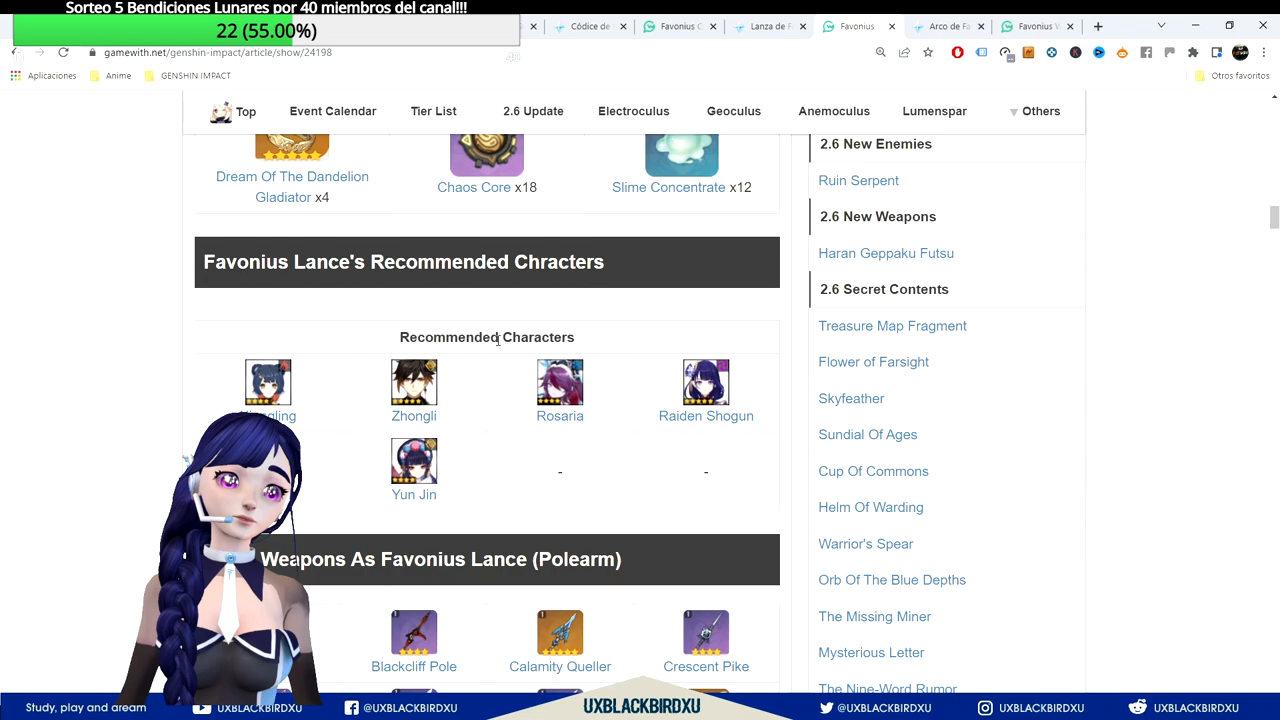 Sorteo 5 Bendiciones Lunares por 40 miembros del canal!!!
22 (55.00%)
40
Códice de
Favonius C
Lanza de F
Favonius
Arco de Fa
Favonius W
gamewith.net/genshin-impact/article/show/24198
Aplicaciones
Anime
GENSHIN IMPACT
Otros favoritos
Top
Event Calendar
Tier List
2.6 Update
Electroculus
Geoculus
Anemoculus
Lumenspar
Others
Dream Of The Dandelion
Gladiator x4
Chaos Core x18
Slime Concentrate x12
Favonius Lance's Recommended Chracters
Recommended Characters
Zhongli
Rosaria
Raiden Shogun
Yun Jin
-
-
Weapons As Favonius Lance (Polearm)
Blackcliff Pole
Calamity Queller
Crescent Pike
2.6 New Enemies
Ruin Serpent
2.6 New Weapons
Haran Geppaku Futsu
2.6 Secret Contents
Treasure Map Fragment
Flower of Farsight
Skyfeather
Sundial Of Ages
Cup Of Commons
Helm Of Warding
Warrior's Spear
Orb Of The Blue Depths
The Missing Miner
Mysterious Letter
The Nine-Word Rumor
Study, play and dream
UXBLACKBIRDXU
@UXBLACKBIRDXU
UXBLACKBIRDXU
@UXBLACKBIRDXU
UXBLACKBIRDXU
UXBLACKBIRDXU